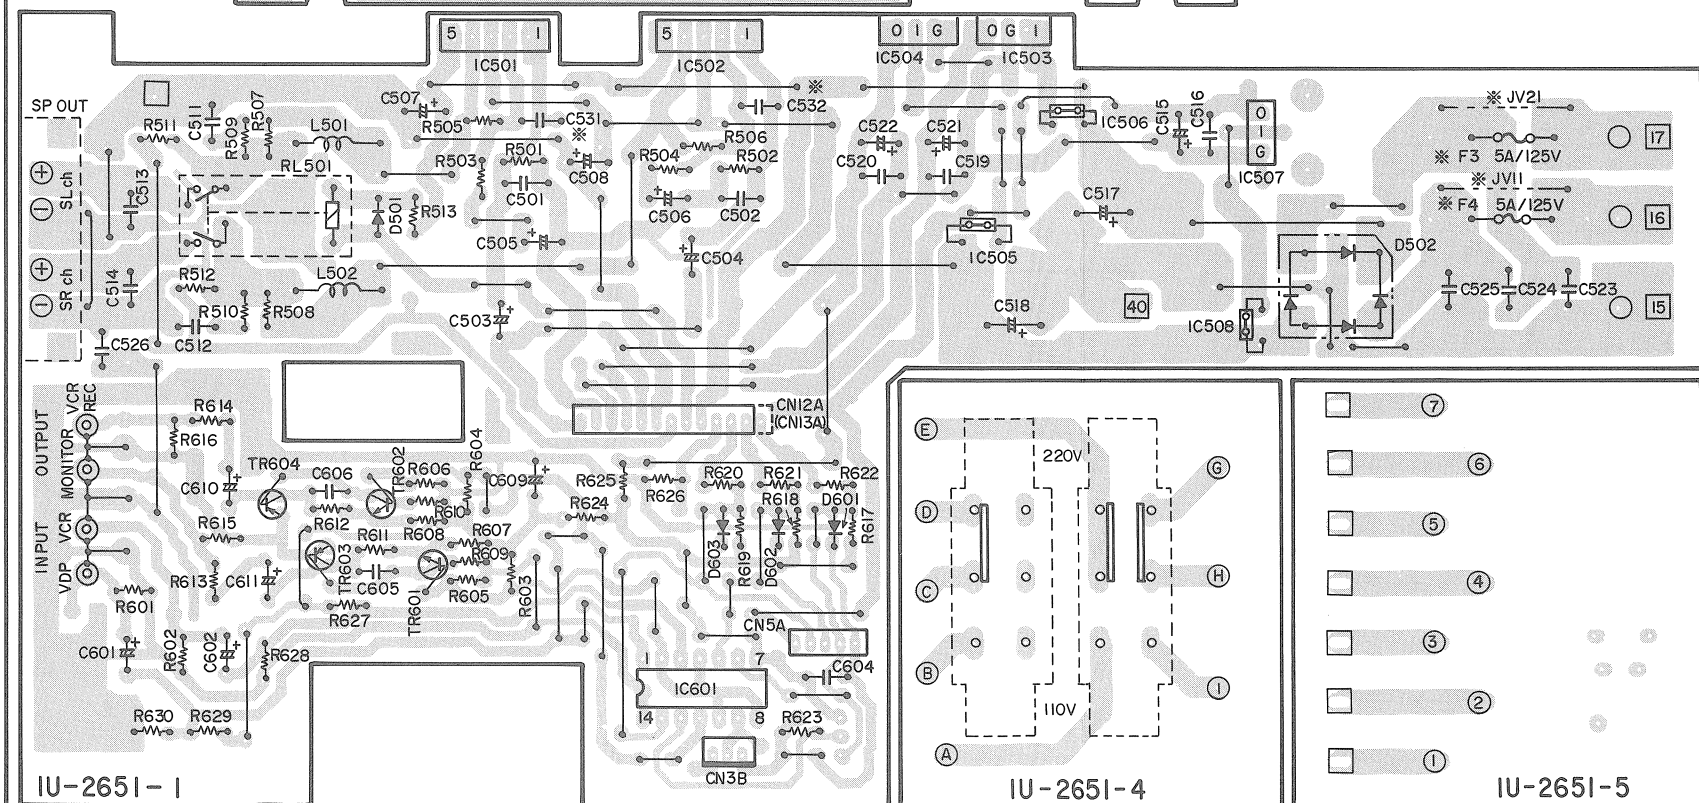 5 1
5 1
O I G
O G I
IC501
IC502
IC504
IC503
SP OUT
C511
R509
R507
R511
L501
C507
R505
C531
※
※
C532
C522
C521
IC506
C515
C516
O
I
G
※ JV21
17
※ F3 5A/125V
RL501
R503
R501
C508
R504
R506
R502
C520
C519
IC507
※ JV11
+
−
SLch
C513
D501
R513
C501
C506
C502
C517
※ F4 5A/125V
16
C505
C504
IC505
D502
+
−
SR ch
C514
R512
L502
R510
R508
C503
C518
40
IC508
C525
C524
C523
15
C526
C512
CN12A
(CN13A)
VCR
REC
OUTPUT
MONITOR
R614
R616
TR604
C606
TR602
R606
R604
C609
R625
R626
R620
R621
R622
C610
R610
R624
R618
D601
R617
INPUT
VCR
VDP
R615
R612
R611
R608
R607
R609
D603
R619
D602
R613
C611
TR603
C605
TR601
R605
R603
R601
R627
CN5A
C601
R602
C602
R628
1 7
IC601
14 8
C604
R630
R629
R623
CN3B
IU-2651-1
E
220V
G
D
C
H
B
I
110V
A
IU-2651-4
7
6
5
4
3
2
1
IU-2651-5